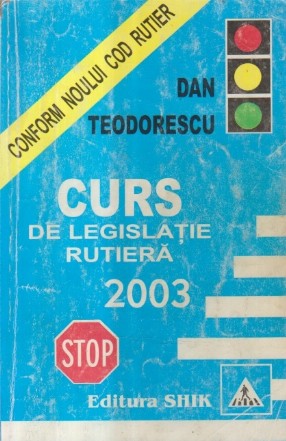 CONFORM NOULUI COD RUTIER
DAN
TEODORESCU
CURS
DE LEGISLAȚIE
RUTIERĂ
2003
STOP
Editura SHIK